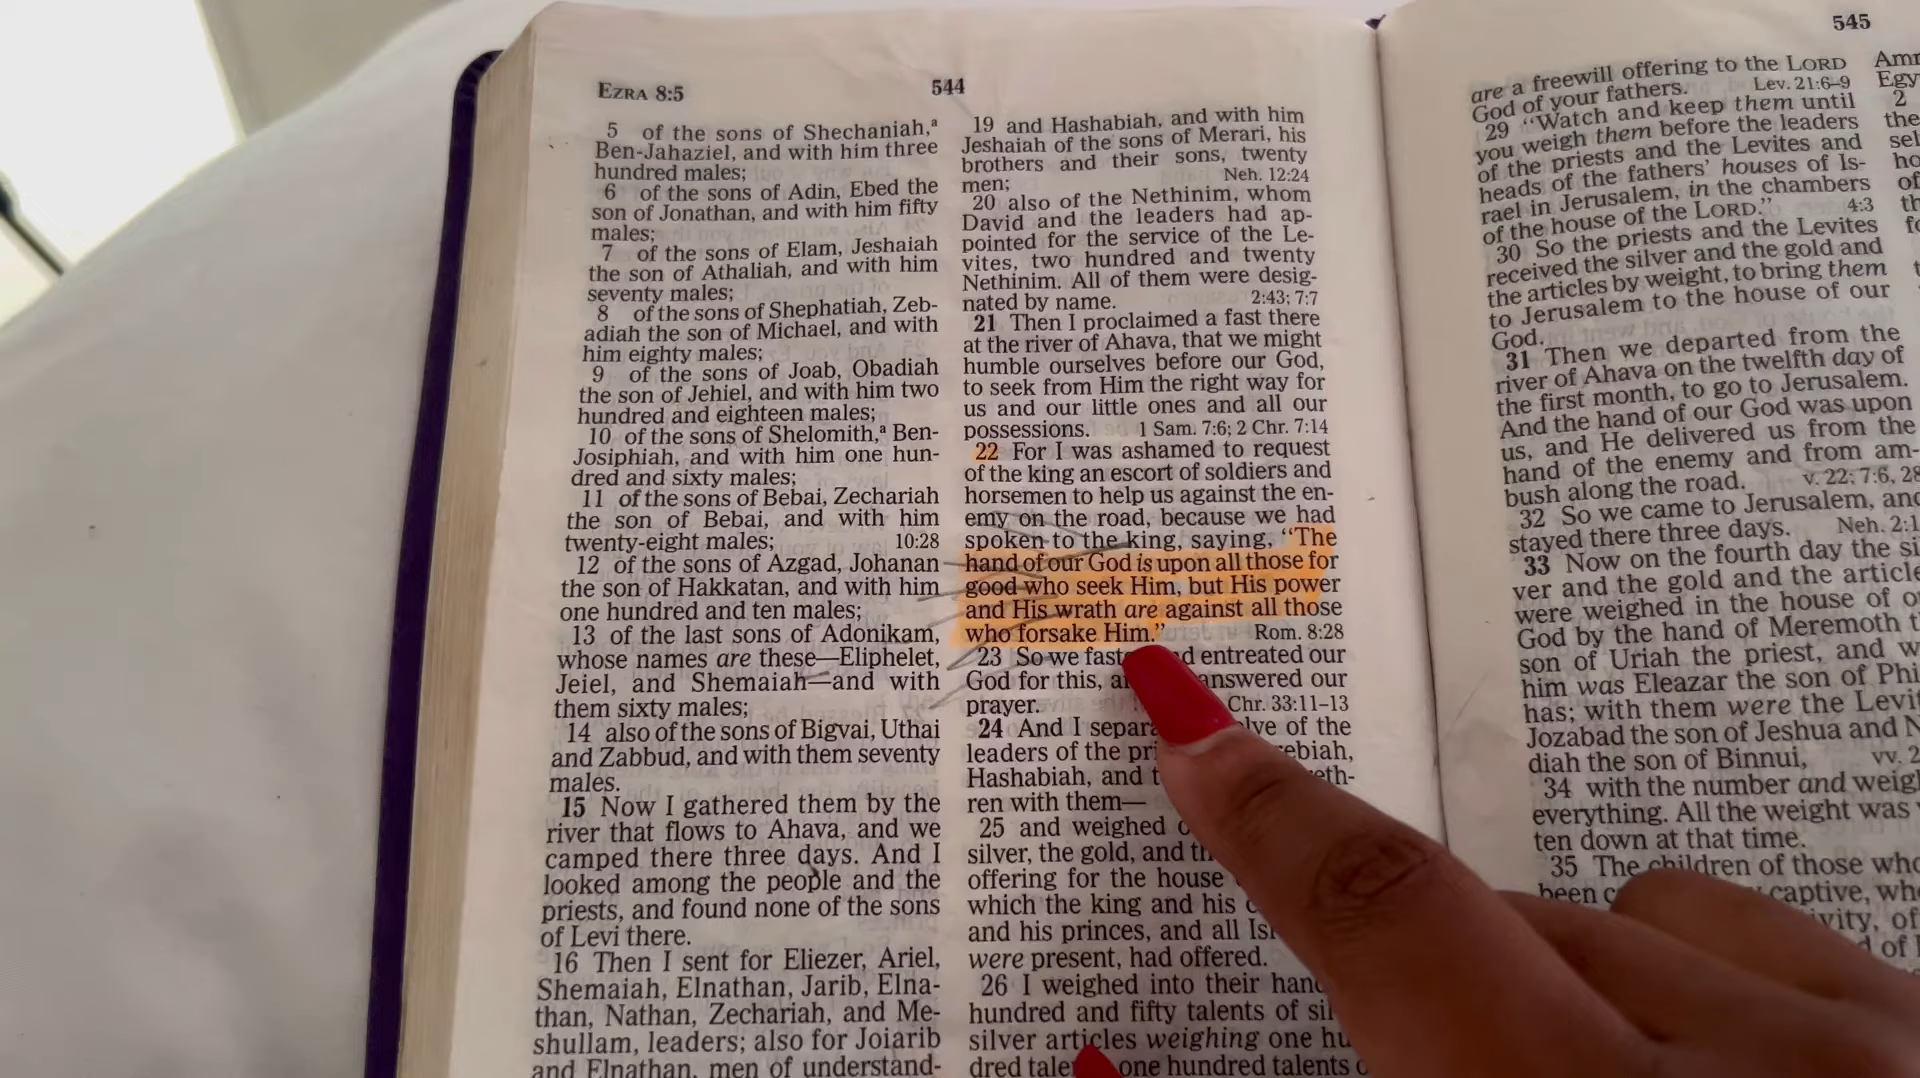 EZRA 8:5
544
5 of the sons of Shechaniah,ᵃ
Ben-Jahaziel, and with him three
hundred males;
6 of the sons of Adin, Ebed the
son of Jonathan, and with him fifty
males;
7 of the sons of Elam, Jeshaiah
the son of Athaliah, and with him
seventy males;
8 of the sons of Shephatiah, Zeb-
adiah the son of Michael, and with
him eighty males;
9 of the sons of Joab, Obadiah
the son of Jehiel, and with him two
hundred and eighteen males;
10 of the sons of Shelomith,ᵃ Ben-
Josiphiah, and with him one hun-
dred and sixty males;
11 of the sons of Bebai, Zechariah
the son of Bebai, and with him
twenty-eight males; 10:28
12 of the sons of Azgad, Johanan
the son of Hakkatan, and with him
one hundred and ten males;
13 of the last sons of Adonikam,
whose names are these—Eliphelet,
Jeiel, and Shemaiah—and with
them sixty males;
14 also of the sons of Bigvai, Uthai
and Zabbud, and with them seventy
males.
15 Now I gathered them by the
river that flows to Ahava, and we
camped there three days. And I
looked among the people and the
priests, and found none of the sons
of Levi there.
16 Then I sent for Eliezer, Ariel,
Shemaiah, Elnathan, Jarib, Elna-
than, Nathan, Zechariah, and Me-
shullam, leaders; also for Joiarib
and Elnathan, men of understand-
19 and Hashabiah, and with him
Jeshaiah of the sons of Merari, his
brothers and their sons, twenty
men; Neh. 12:24
20 also of the Nethinim, whom
David and the leaders had ap-
pointed for the service of the Le-
vites, two hundred and twenty
Nethinim. All of them were desig-
nated by name. 2:43; 7:7
21 Then I proclaimed a fast there
at the river of Ahava, that we might
humble ourselves before our God,
to seek from Him the right way for
us and our little ones and all our
possessions. 1 Sam. 7:6; 2 Chr. 7:14
22 For I was ashamed to request
of the king an escort of soldiers and
horsemen to help us against the en-
emy on the road, because we had
spoken to the king, saying, “The
hand of our God is upon all those for
good who seek Him, but His power
and His wrath are against all those
who forsake Him.” Rom. 8:28
23 So we fast d entreated our
God for this, a answered our
prayer. Chr. 33:11–13
24 And I separa lve of the
leaders of the pri ebiah,
Hashabiah, and t eth-
ren with them—
25 and weighed
silver, the gold, and th
offering for the house
which the king and his c
and his princes, and all Isr
were present, had offered.
26 I weighed into their hand
hundred and fifty talents of sil
silver articles weighing one hu
dred tale one hundred talents o
545
are a freewill offering to the LORD
God of your fathers. Lev. 21:6–9
29 “Watch and keep them until
you weigh them before the leaders
of the priests and the Levites and
heads of the fathers’ houses of Is-
rael in Jerusalem, in the chambers
of the house of the LORD.” 4:3
30 So the priests and the Levites
received the silver and the gold and
the articles by weight, to bring them
to Jerusalem to the house of our
God.
31 Then we departed from the
river of Ahava on the twelfth day of
the first month, to go to Jerusalem.
And the hand of our God was upon
us, and He delivered us from the
hand of the enemy and from am-
bush along the road. v. 22; 7:6, 28
32 So we came to Jerusalem, and
stayed there three days. Neh. 2:1
33 Now on the fourth day the si
ver and the gold and the article
were weighed in the house of o
God by the hand of Meremoth t
son of Uriah the priest, and w
him was Eleazar the son of Phi
has; with them were the Levit
Jozabad the son of Jeshua and N
diah the son of Binnui, vv. 2
34 with the number and weigh
everything. All the weight was
ten down at that time.
35 The children of those who
been c captive, whe
ivity, of
d of
Amm
Egy
2
the
sel
ho
of
th